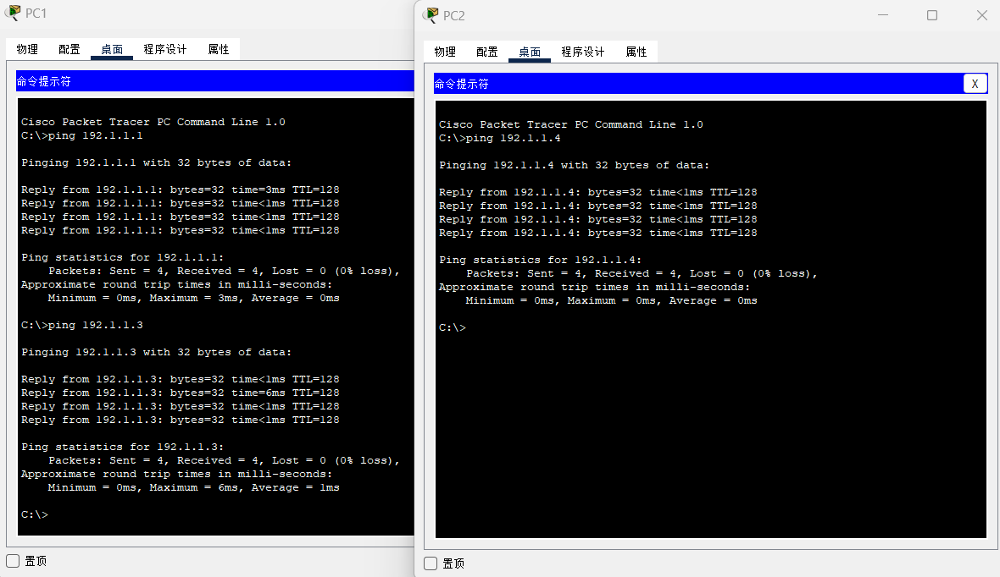 PC1
物理 配置 桌面 程序设计 属性
命令提示符
Cisco Packet Tracer PC Command Line 1.0
C:\>ping 192.1.1.1
Pinging 192.1.1.1 with 32 bytes of data:
Reply from 192.1.1.1: bytes=32 time=3ms TTL=128
Reply from 192.1.1.1: bytes=32 time<1ms TTL=128
Reply from 192.1.1.1: bytes=32 time<1ms TTL=128
Reply from 192.1.1.1: bytes=32 time<1ms TTL=128
Ping statistics for 192.1.1.1:
Packets: Sent = 4, Received = 4, Lost = 0 (0% loss),
Approximate round trip times in milli-seconds:
Minimum = 0ms, Maximum = 3ms, Average = 0ms
C:\>ping 192.1.1.3
Pinging 192.1.1.3 with 32 bytes of data:
Reply from 192.1.1.3: bytes=32 time<1ms TTL=128
Reply from 192.1.1.3: bytes=32 time=6ms TTL=128
Reply from 192.1.1.3: bytes=32 time<1ms TTL=128
Reply from 192.1.1.3: bytes=32 time<1ms TTL=128
Ping statistics for 192.1.1.3:
Packets: Sent = 4, Received = 4, Lost = 0 (0% loss),
Approximate round trip times in milli-seconds:
Minimum = 0ms, Maximum = 6ms, Average = 1ms
C:\>
置顶
PC2
物理 配置 桌面 程序设计 属性
命令提示符 X
Cisco Packet Tracer PC Command Line 1.0
C:\>ping 192.1.1.4
Pinging 192.1.1.4 with 32 bytes of data:
Reply from 192.1.1.4: bytes=32 time<1ms TTL=128
Reply from 192.1.1.4: bytes=32 time<1ms TTL=128
Reply from 192.1.1.4: bytes=32 time<1ms TTL=128
Reply from 192.1.1.4: bytes=32 time<1ms TTL=128
Ping statistics for 192.1.1.4:
Packets: Sent = 4, Received = 4, Lost = 0 (0% loss),
Approximate round trip times in milli-seconds:
Minimum = 0ms, Maximum = 0ms, Average = 0ms
C:\>
置顶